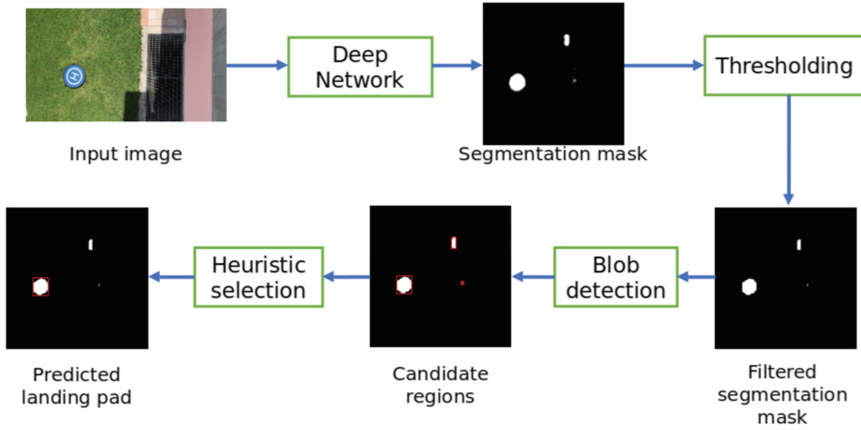 Deep
Network
Thresholding
Input image
Segmentation mask
Heuristic
selection
Blob
detection
Predicted
landing pad
Candidate
regions
Filtered
segmentation
mask
H